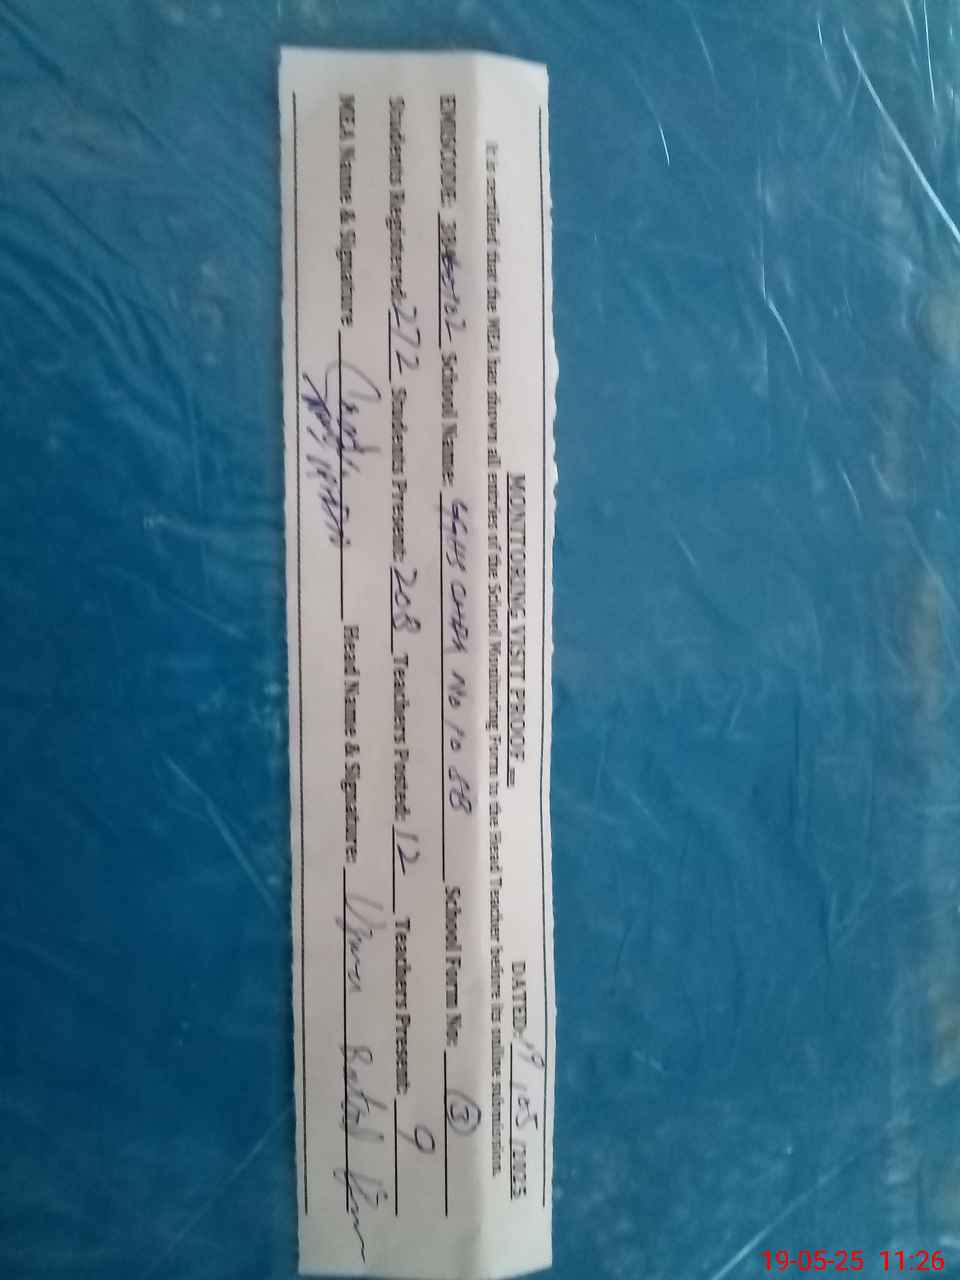 MONITORING VISIT PROOF DATED: 19 / 05 / 2025
It is certified that the MEA has shown all entries of the School Monitoring Form to the Head Teacher before its online submission.
EMISCODE: School Name: GGHS CHAK No 10 SB School Form No: (3)
Students Registered: 272 Students Present: 208 Teachers Posted: 12 Teachers Present: 9
MEA Name & Signature Head Name & Signature:
19-05-25 11:26